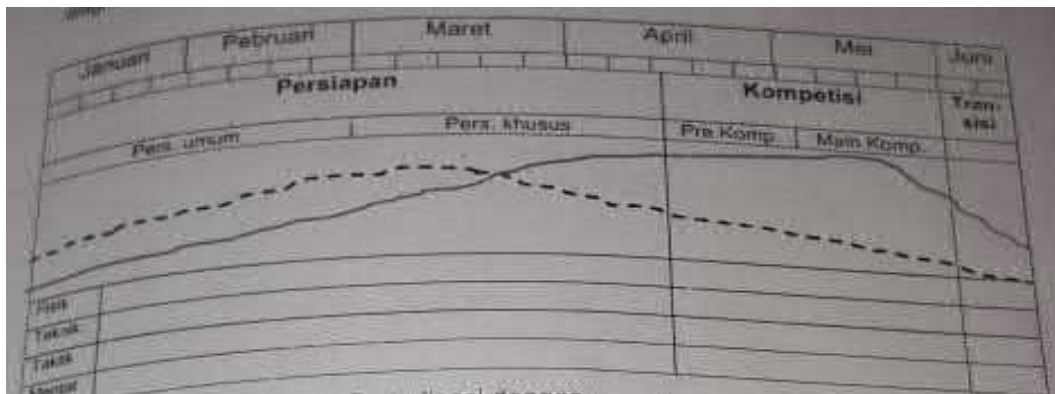 Januari Pebruari Maret April Mei Juni
Persiapan Kompetisi Tran-
sisi
Pers. umum Pers. khusus Pre Komp. Main Komp.
Fisik
Teknik
Taktik
Mental